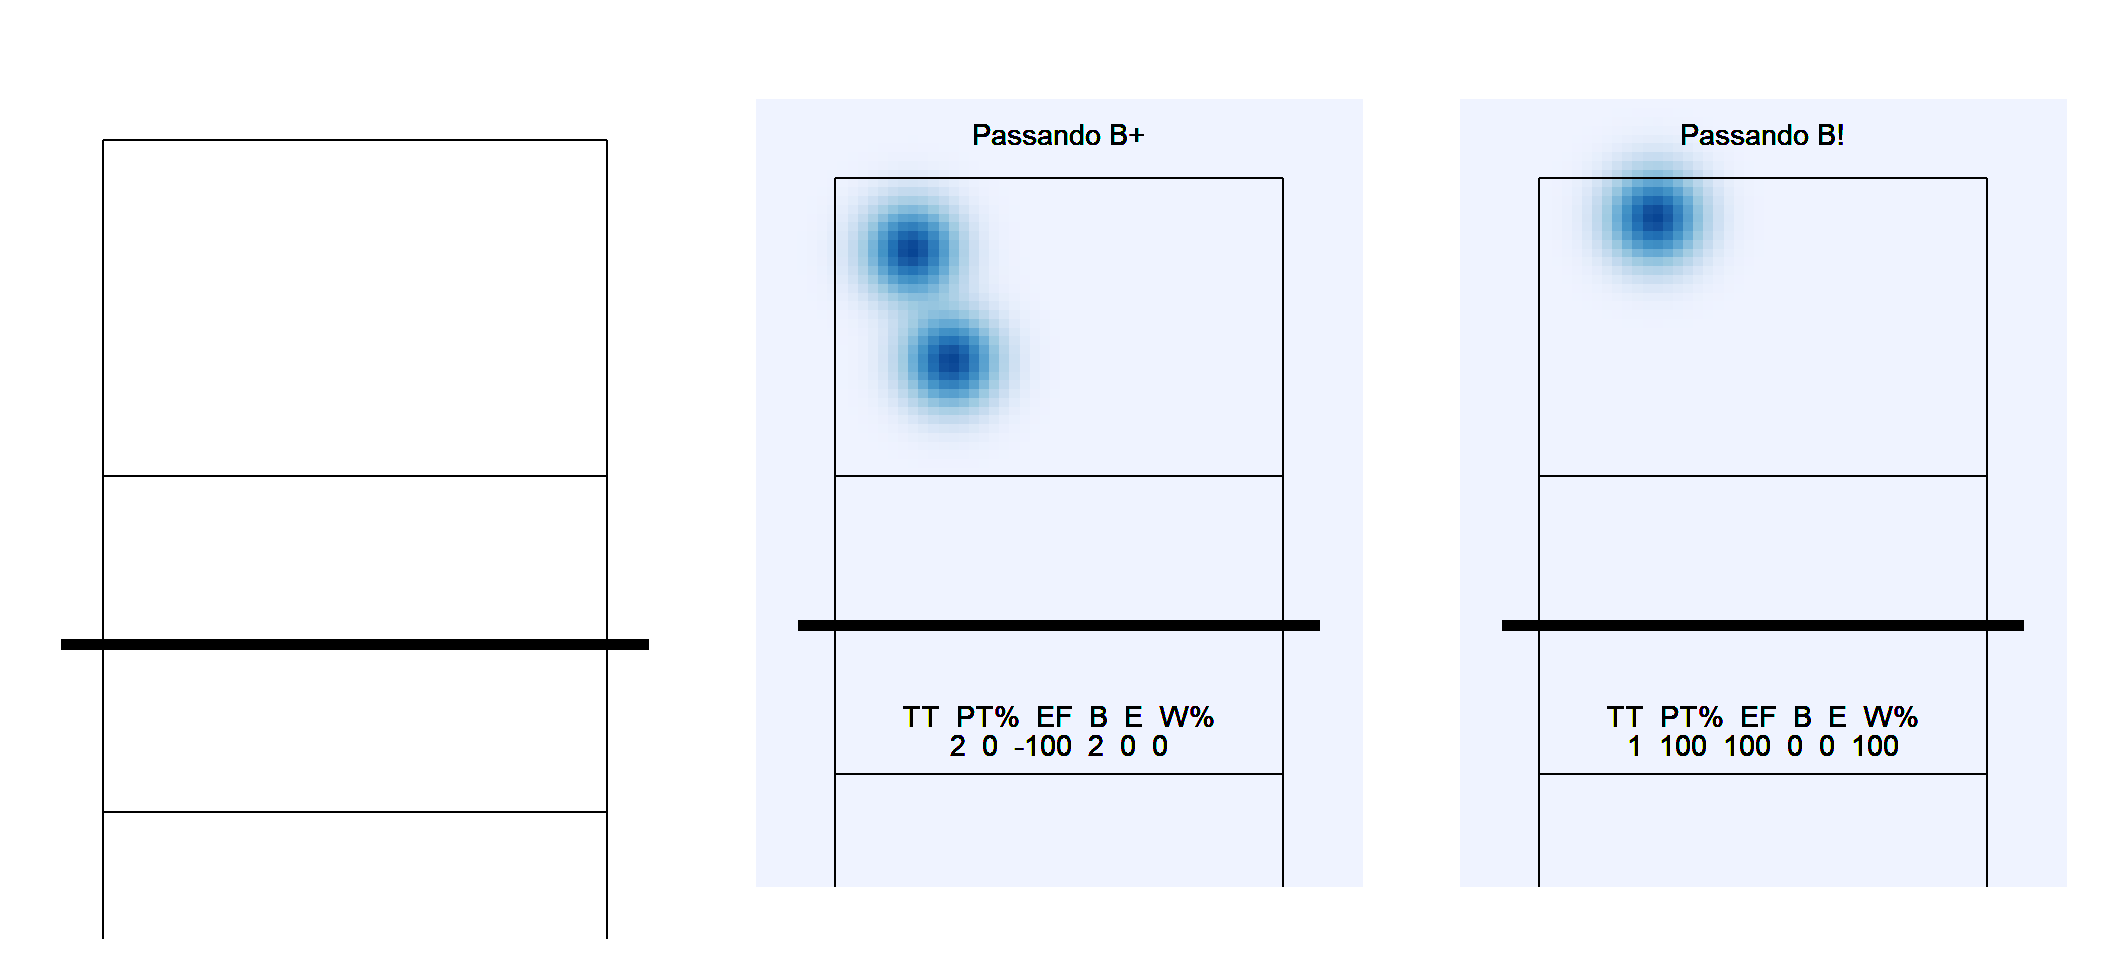 Passando B+
TT PT% EF B E W%
2 0 -100 2 0 0
Passando B!
TT PT% EF B E W%
1 100 100 0 0 100